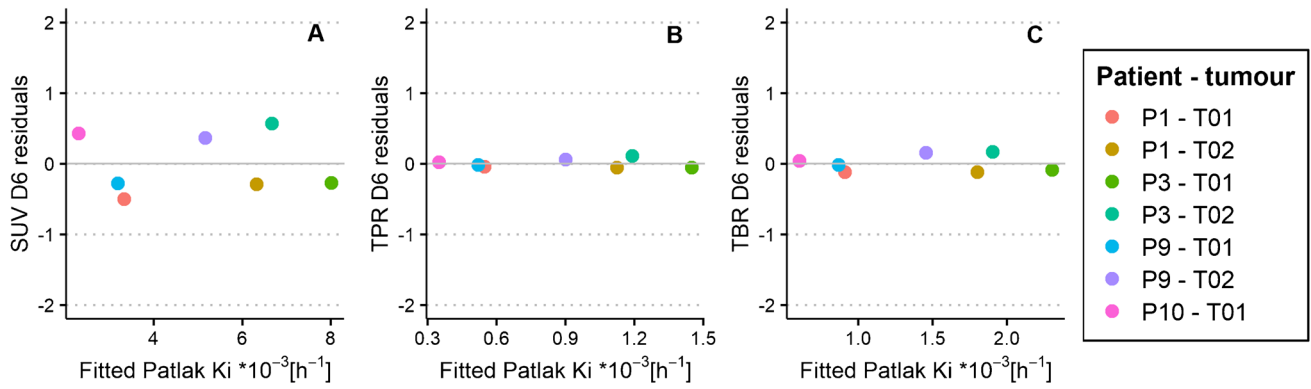 A
2
1
0
-1
-2
SUV D6 residuals
4 6 8
Fitted Patlak Ki *10⁻³[h⁻¹]
B
2
1
0
-1
-2
TPR D6 residuals
0.3 0.6 0.9 1.2 1.5
Fitted Patlak Ki *10⁻³[h⁻¹]
C
2
1
0
-1
-2
TBR D6 residuals
1.0 1.5 2.0
Fitted Patlak Ki *10⁻³[h⁻¹]
Patient - tumour
P1 - T01
P1 - T02
P3 - T01
P3 - T02
P9 - T01
P9 - T02
P10 - T01